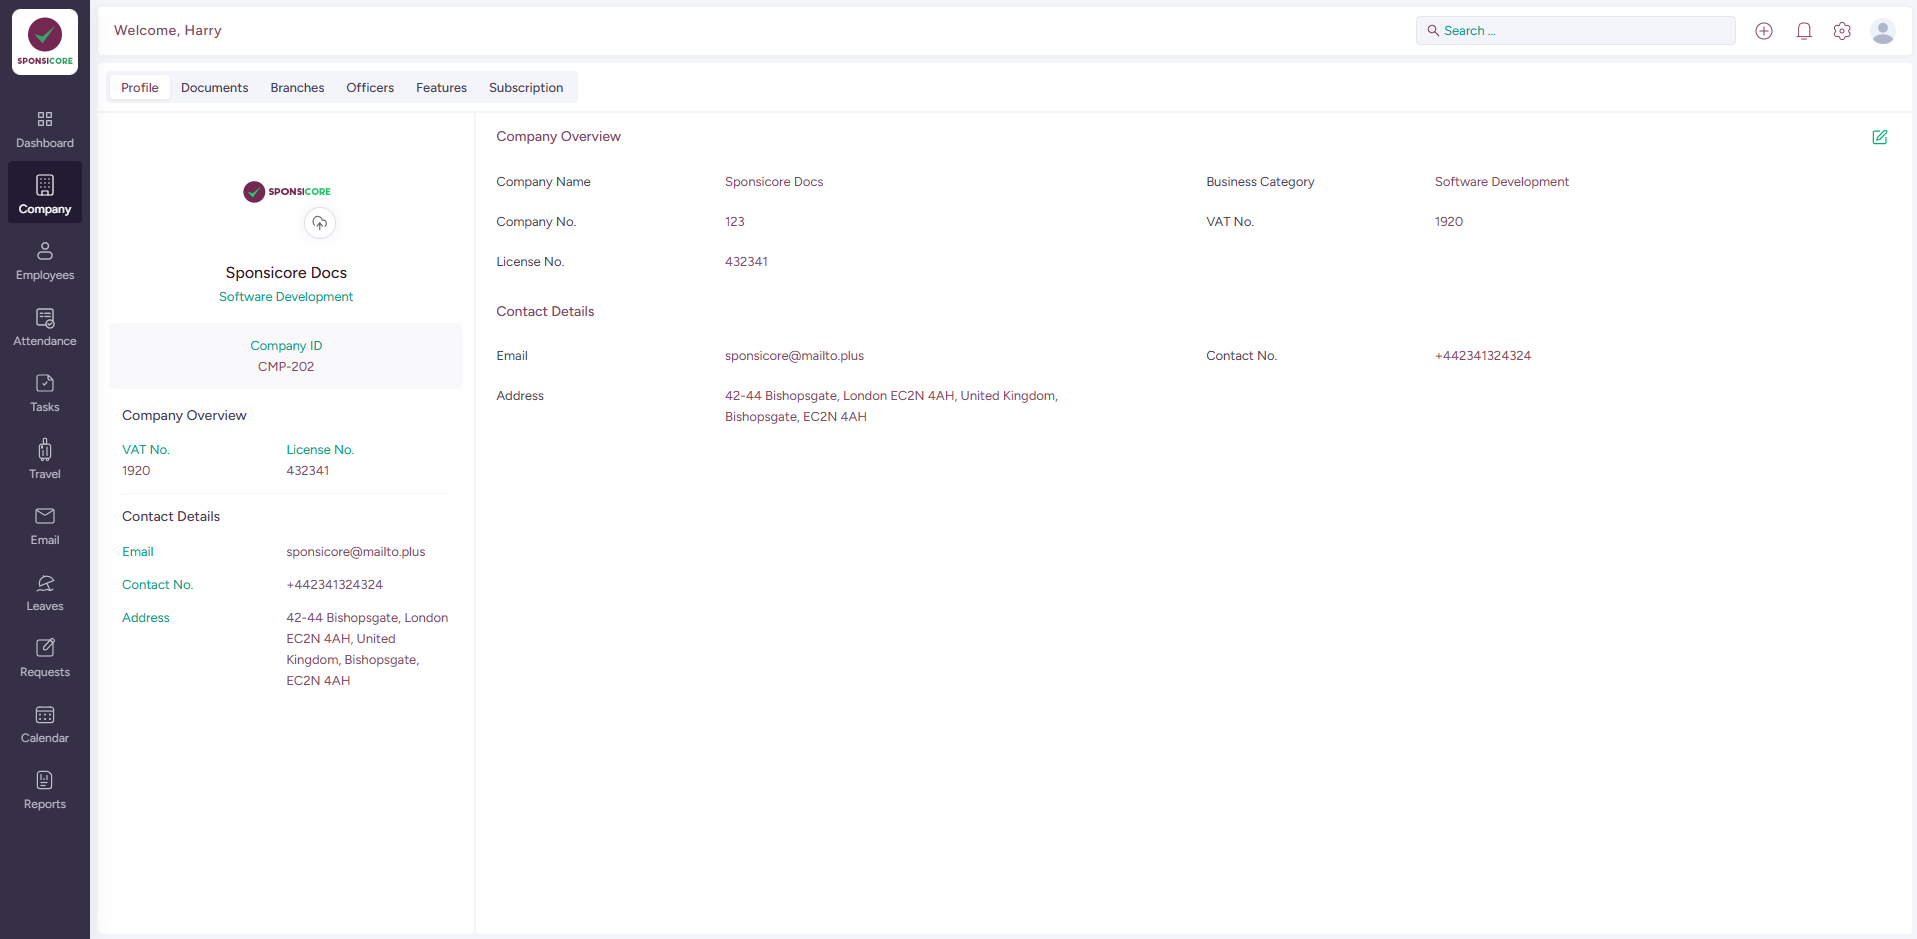 SPONSICORE
Dashboard
Company
Employees
Attendance
Tasks
Travel
Email
Leaves
Requests
Calendar
Reports
Welcome, Harry
Search ...
Profile Documents Branches Officers Features Subscription
SPONSICORE
Sponsicore Docs
Software Development
Company ID
CMP-202
Company Overview
VAT No. License No.
1920 432341
Contact Details
Email sponsicore@mailto.plus
Contact No. +442341324324
Address 42-44 Bishopsgate, London
EC2N 4AH, United
Kingdom, Bishopsgate,
EC2N 4AH
Company Overview
Company Name Sponsicore Docs Business Category Software Development
Company No. 123 VAT No. 1920
License No. 432341
Contact Details
Email sponsicore@mailto.plus Contact No. +442341324324
Address 42-44 Bishopsgate, London EC2N 4AH, United Kingdom,
Bishopsgate, EC2N 4AH